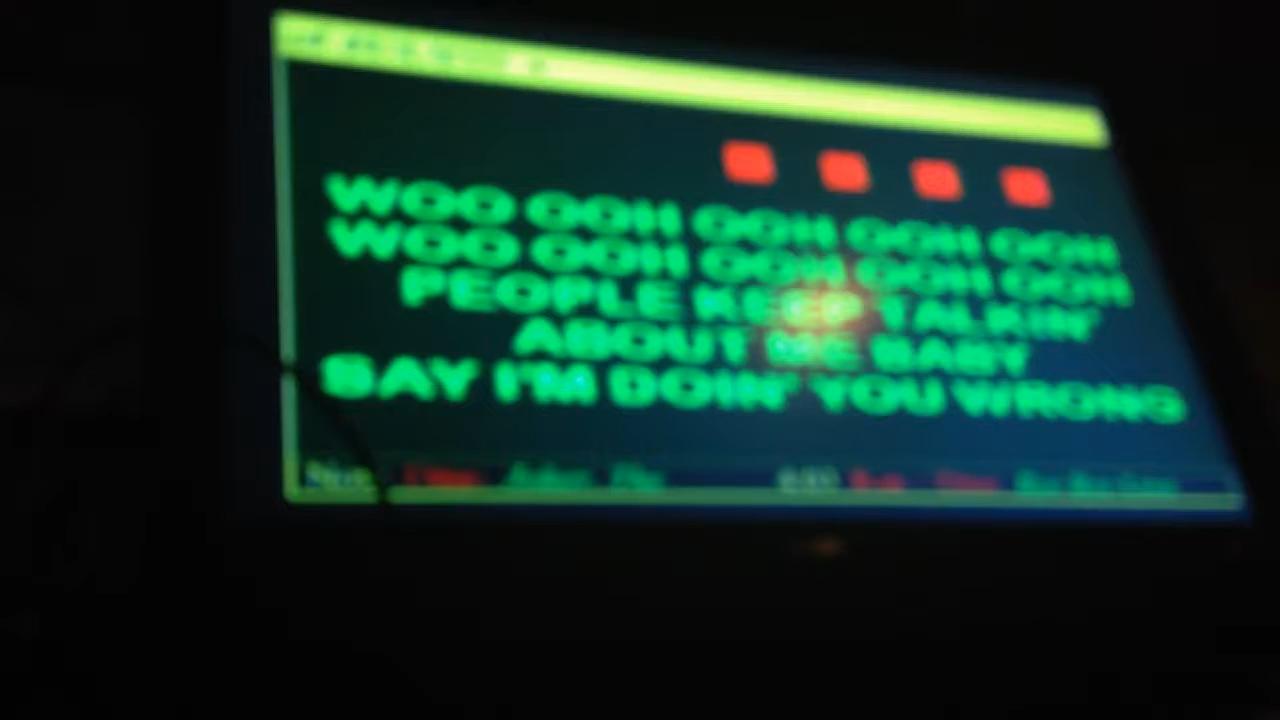 WOO OOH OOH OOH OOH
WOO OOH OOH OOH OOH
PEOPLE KEEP TALKIN'
ABOUT ME BABY
SAY I'M DOIN' YOU WRONG